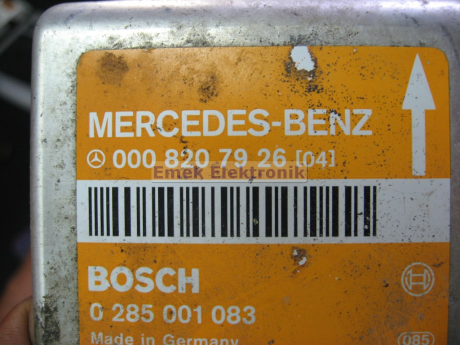 MERCEDES-BENZ
000 820 79 26 [04]
Emek Elektronik
BOSCH
0 285 001 083
Made in Germany
085